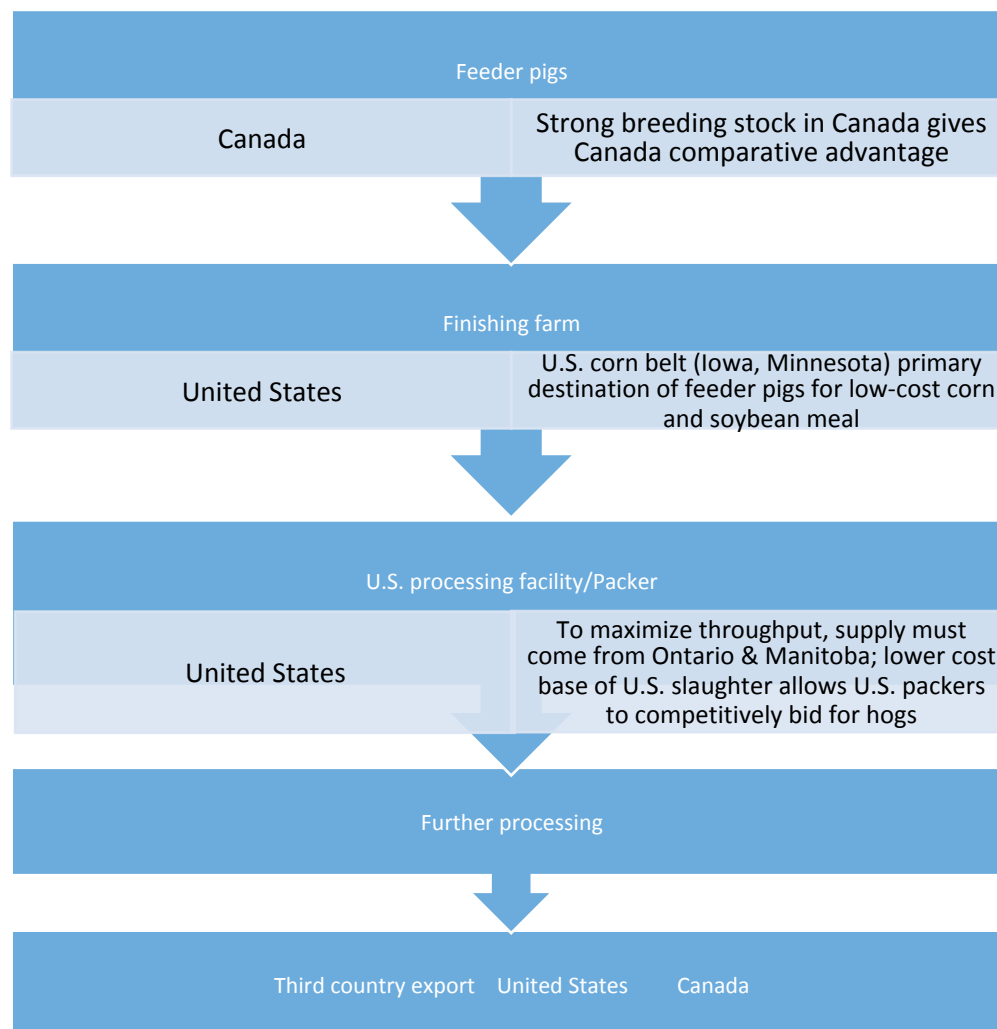 Feeder pigs
Canada
Strong breeding stock in Canada gives
Canada comparative advantage
Finishing farm
United States
U.S. corn belt (Iowa, Minnesota) primary
destination of feeder pigs for low-cost corn
and soybean meal
U.S. processing facility/Packer
United States
To maximize throughput, supply must
come from Ontario & Manitoba; lower cost
base of U.S. slaughter allows U.S. packers
to competitively bid for hogs
Further processing
Third country export United States Canada